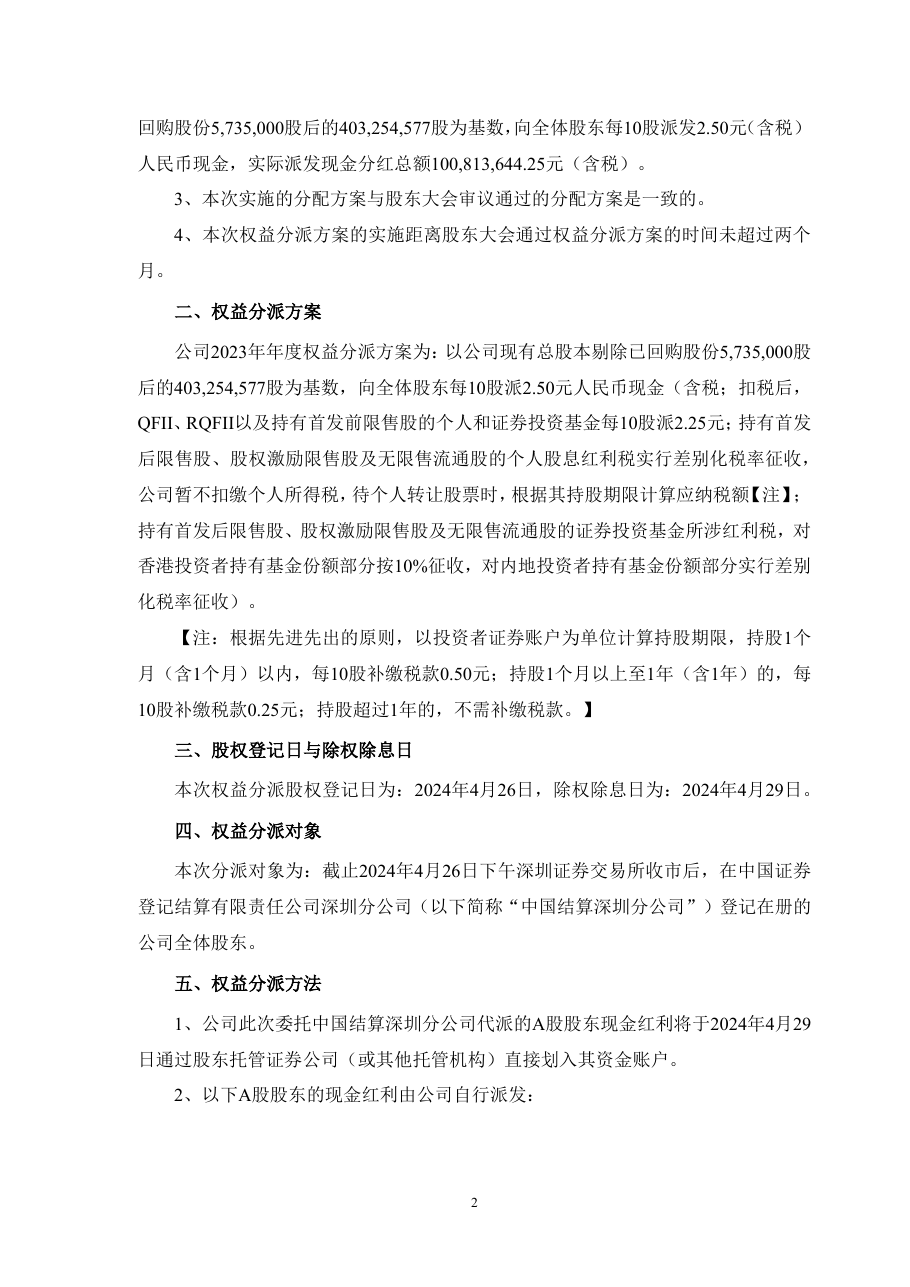 回购股份5,735,000股后的403,254,577股为基数，向全体股东每10股派发2.50元（含税）
人民币现金，实际派发现金分红总额100,813,644.25元（含税）。
3、本次实施的分配方案与股东大会审议通过的分配方案是一致的。
4、本次权益分派方案的实施距离股东大会通过权益分派方案的时间未超过两个
月。
二、权益分派方案
公司2023年年度权益分派方案为：以公司现有总股本剔除已回购股份5,735,000股
后的403,254,577股为基数，向全体股东每10股派2.50元人民币现金（含税；扣税后，
QFII、RQFII以及持有首发前限售股的个人和证券投资基金每10股派2.25元；持有首发
后限售股、股权激励限售股及无限售流通股的个人股息红利税实行差别化税率征收，
公司暂不扣缴个人所得税，待个人转让股票时，根据其持股期限计算应纳税额【注】；
持有首发后限售股、股权激励限售股及无限售流通股的证券投资基金所涉红利税，对
香港投资者持有基金份额部分按10%征收，对内地投资者持有基金份额部分实行差别
化税率征收）。
【注：根据先进先出的原则，以投资者证券账户为单位计算持股期限，持股1个
月（含1个月）以内，每10股补缴税款0.50元；持股1个月以上至1年（含1年）的，每
10股补缴税款0.25元；持股超过1年的，不需补缴税款。】
三、股权登记日与除权除息日
本次权益分派股权登记日为：2024年4月26日，除权除息日为：2024年4月29日。
四、权益分派对象
本次分派对象为：截止2024年4月26日下午深圳证券交易所收市后，在中国证券
登记结算有限责任公司深圳分公司（以下简称“中国结算深圳分公司”）登记在册的
公司全体股东。
五、权益分派方法
1、公司此次委托中国结算深圳分公司代派的A股股东现金红利将于2024年4月29
日通过股东托管证券公司（或其他托管机构）直接划入其资金账户。
2、以下A股股东的现金红利由公司自行派发：
2